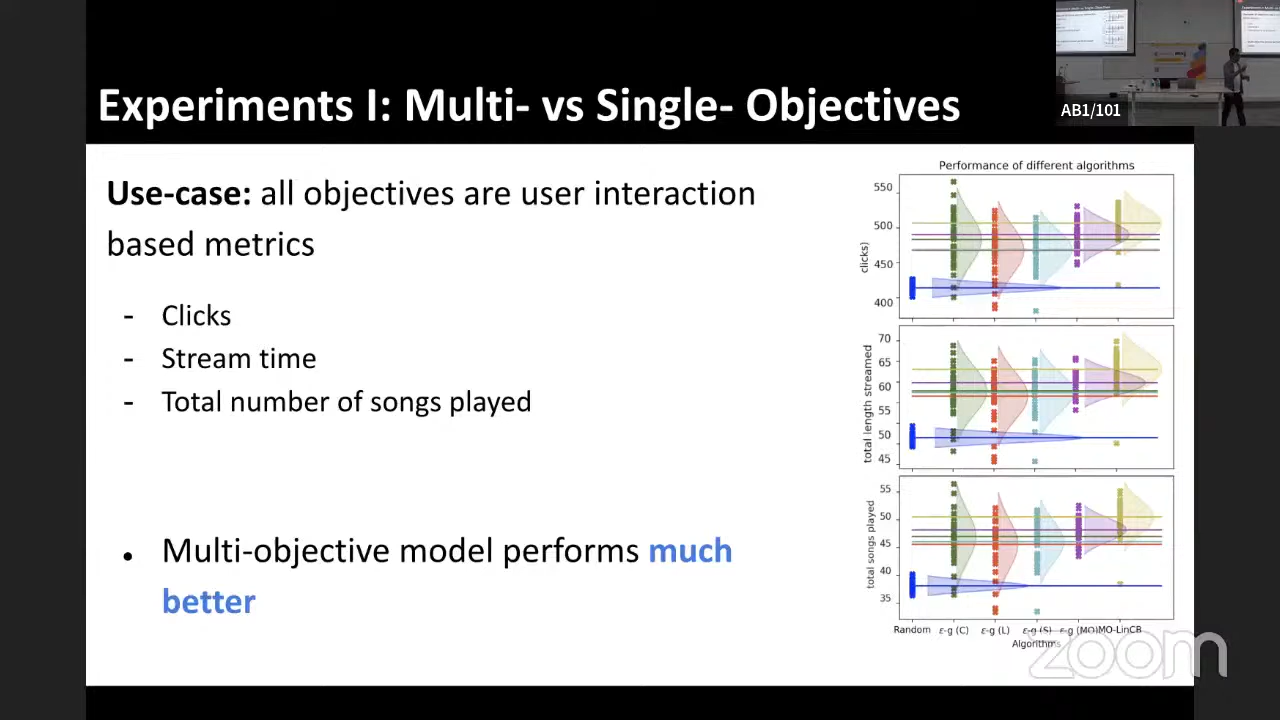 Experiments I: Multi- vs Single- Objectives
AB1/101
Use-case: all objectives are user interaction
based metrics
- Clicks
- Stream time
- Total number of songs played
• Multi-objective model performs much
better
Performance of different algorithms
550
500
450
400
clicks)
70
65
60
55
50
45
total length streamed
55
50
45
40
35
total songs played
Random ε-g (C) ε-g (L) ε-g (S) ε-g (MO) MO-LinCB
Algorithms
zoom